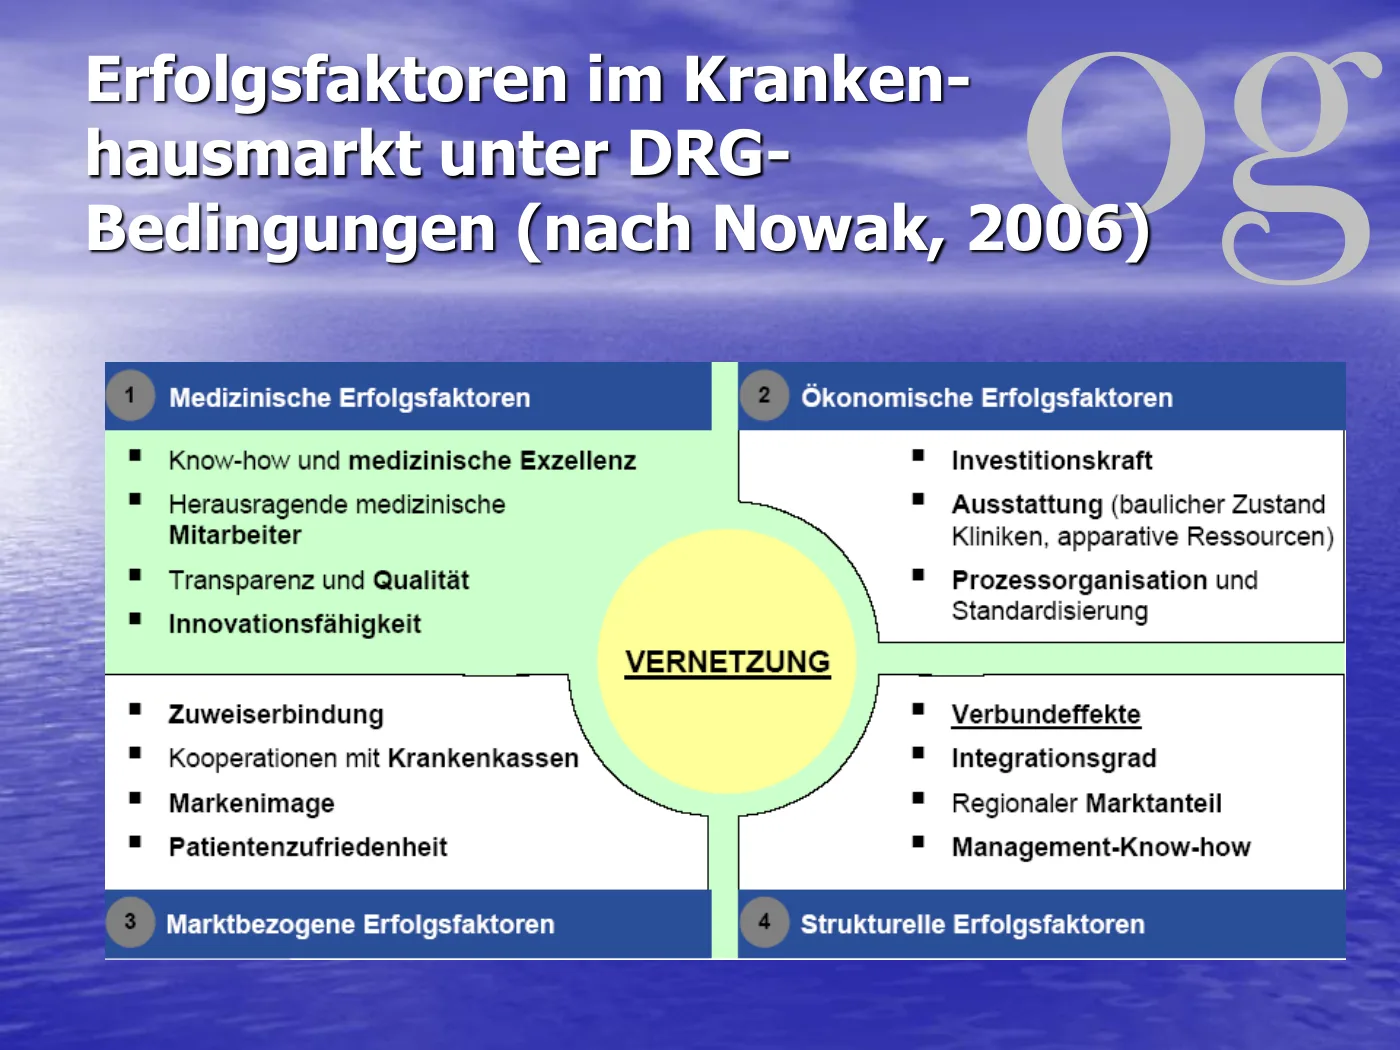 Erfolgsfaktoren im Kranken-
hausmarkt unter DRG-
Bedingungen (nach Nowak, 2006)
og
1 Medizinische Erfolgsfaktoren
▪ Know-how und medizinische Exzellenz
▪ Herausragende medizinische
Mitarbeiter
▪ Transparenz und Qualität
▪ Innovationsfähigkeit
2 Ökonomische Erfolgsfaktoren
▪ Investitionskraft
▪ Ausstattung (baulicher Zustand
Kliniken, apparative Ressourcen)
▪ Prozessorganisation und
Standardisierung
VERNETZUNG
▪ Zuweiserbindung
▪ Kooperationen mit Krankenkassen
▪ Markenimage
▪ Patientenzufriedenheit
3 Marktbezogene Erfolgsfaktoren
▪ Verbundeffekte
▪ Integrationsgrad
▪ Regionaler Marktanteil
▪ Management-Know-how
4 Strukturelle Erfolgsfaktoren